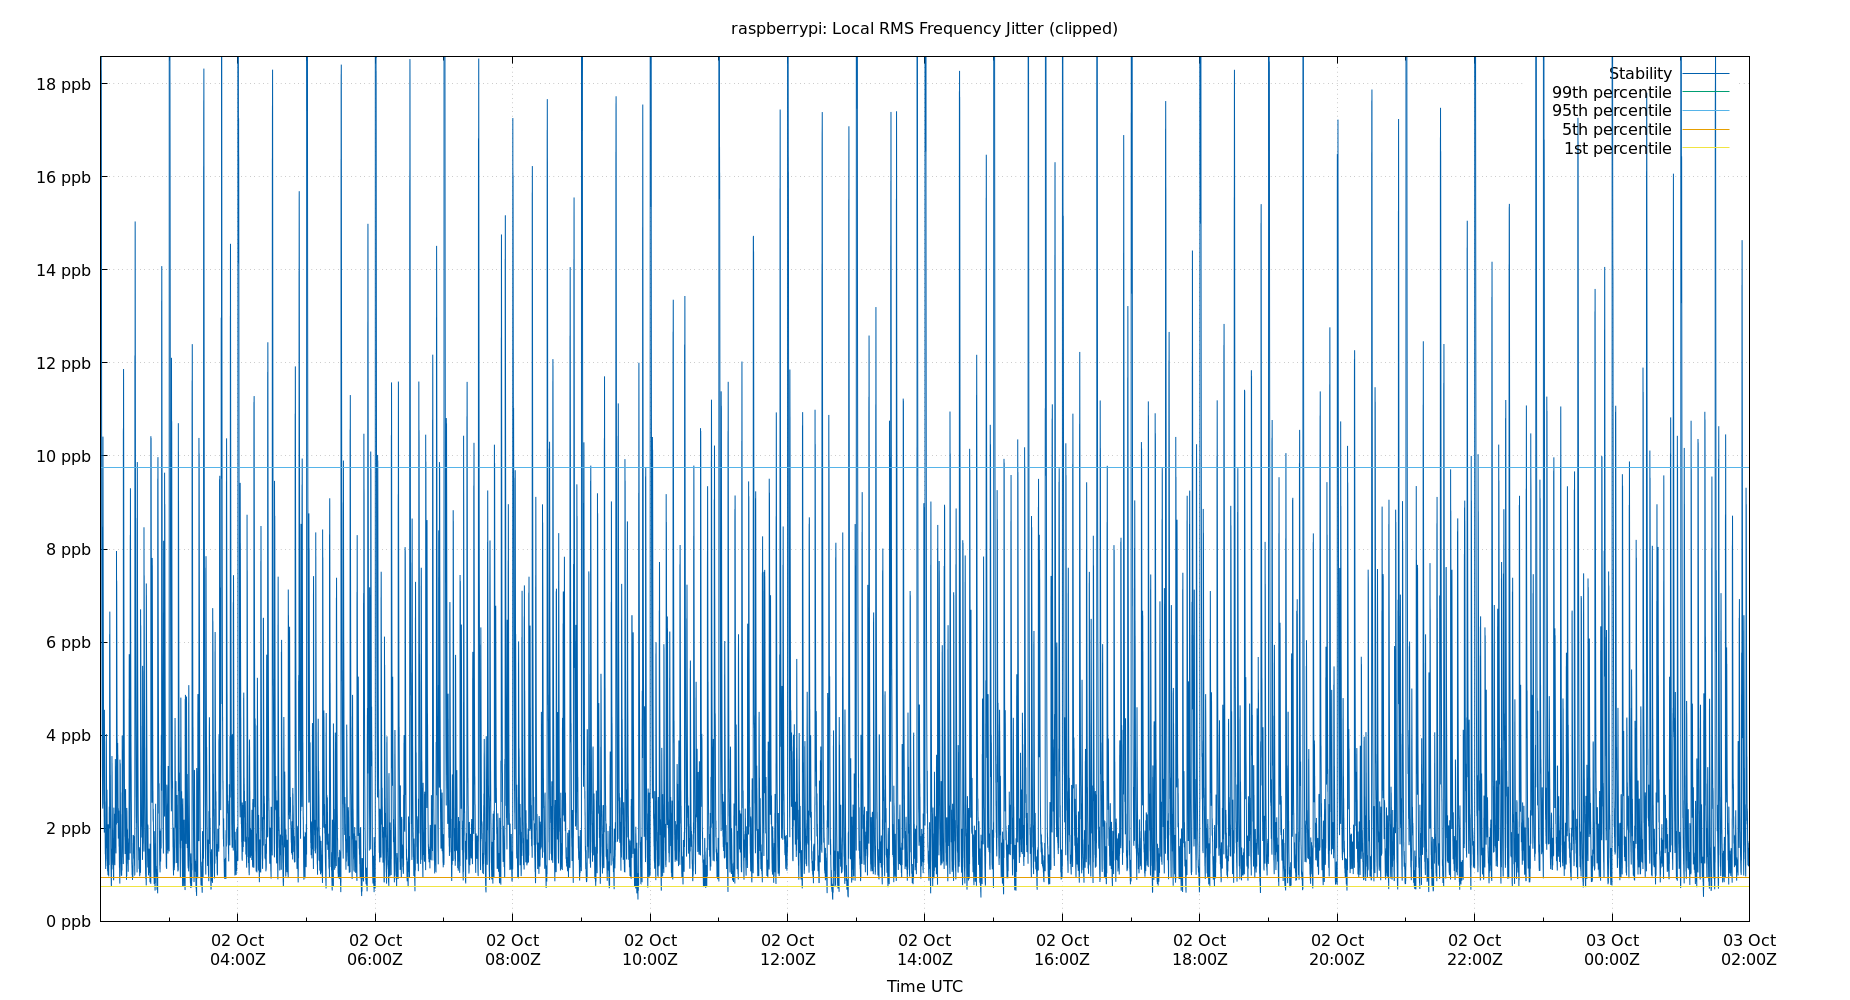 raspberrypi: Local RMS Frequency Jitter (clipped)
18 ppb
16 ppb
14 ppb
12 ppb
10 ppb
8 ppb
6 ppb
4 ppb
2 ppb
0 ppb
Stability
99th percentile
95th percentile
5th percentile
1st percentile
02 Oct 02 Oct 02 Oct 02 Oct 02 Oct 02 Oct 02 Oct 02 Oct 02 Oct 02 Oct 03 Oct 03 Oct
04:00Z 06:00Z 08:00Z 10:00Z 12:00Z 14:00Z 16:00Z 18:00Z 20:00Z 22:00Z 00:00Z 02:00Z
Time UTC